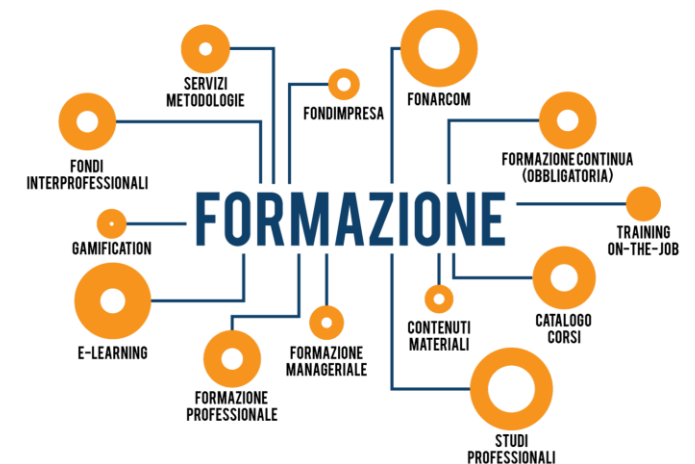 SERVIZI
METODOLOGIE
FONDIMPRESA
FONARCOM
FONDI
INTERPROFESSIONALI
FORMAZIONE CONTINUA
(OBBLIGATORIA)
GAMIFICATION
FORMAZIONE
TRAINING
ON-THE-JOB
E-LEARNING
FORMAZIONE
PROFESSIONALE
FORMAZIONE
MANAGERIALE
CONTENUTI
MATERIALI
CATALOGO
CORSI
STUDI
PROFESSIONALI